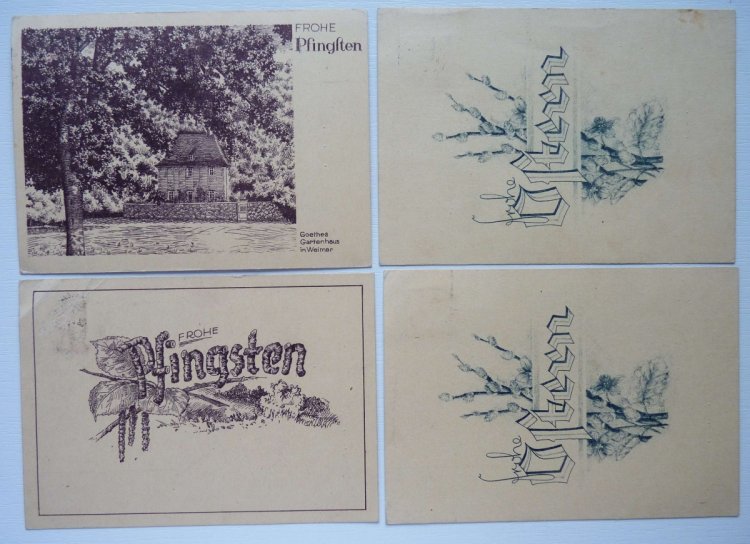 FROHE
Pfingsten
Goethes
Gartenhaus
in Weimar
frohe
Ostern
FROHE
Pfingsten
frohe
Ostern